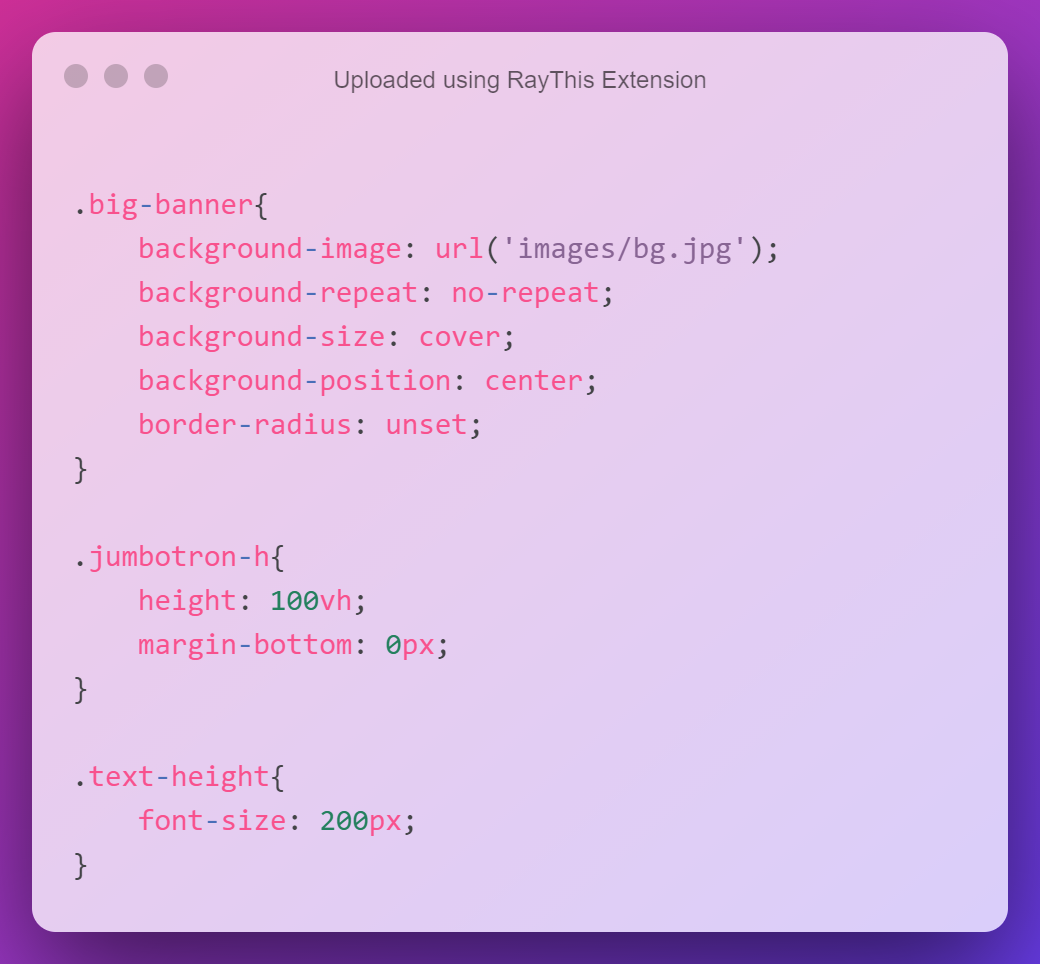 Uploaded using RayThis Extension
.big-banner{
    background-image: url('images/bg.jpg');
    background-repeat: no-repeat;
    background-size: cover;
    background-position: center;
    border-radius: unset;
}
.jumbotron-h{
    height: 100vh;
    margin-bottom: 0px;
}
.text-height{
    font-size: 200px;
}